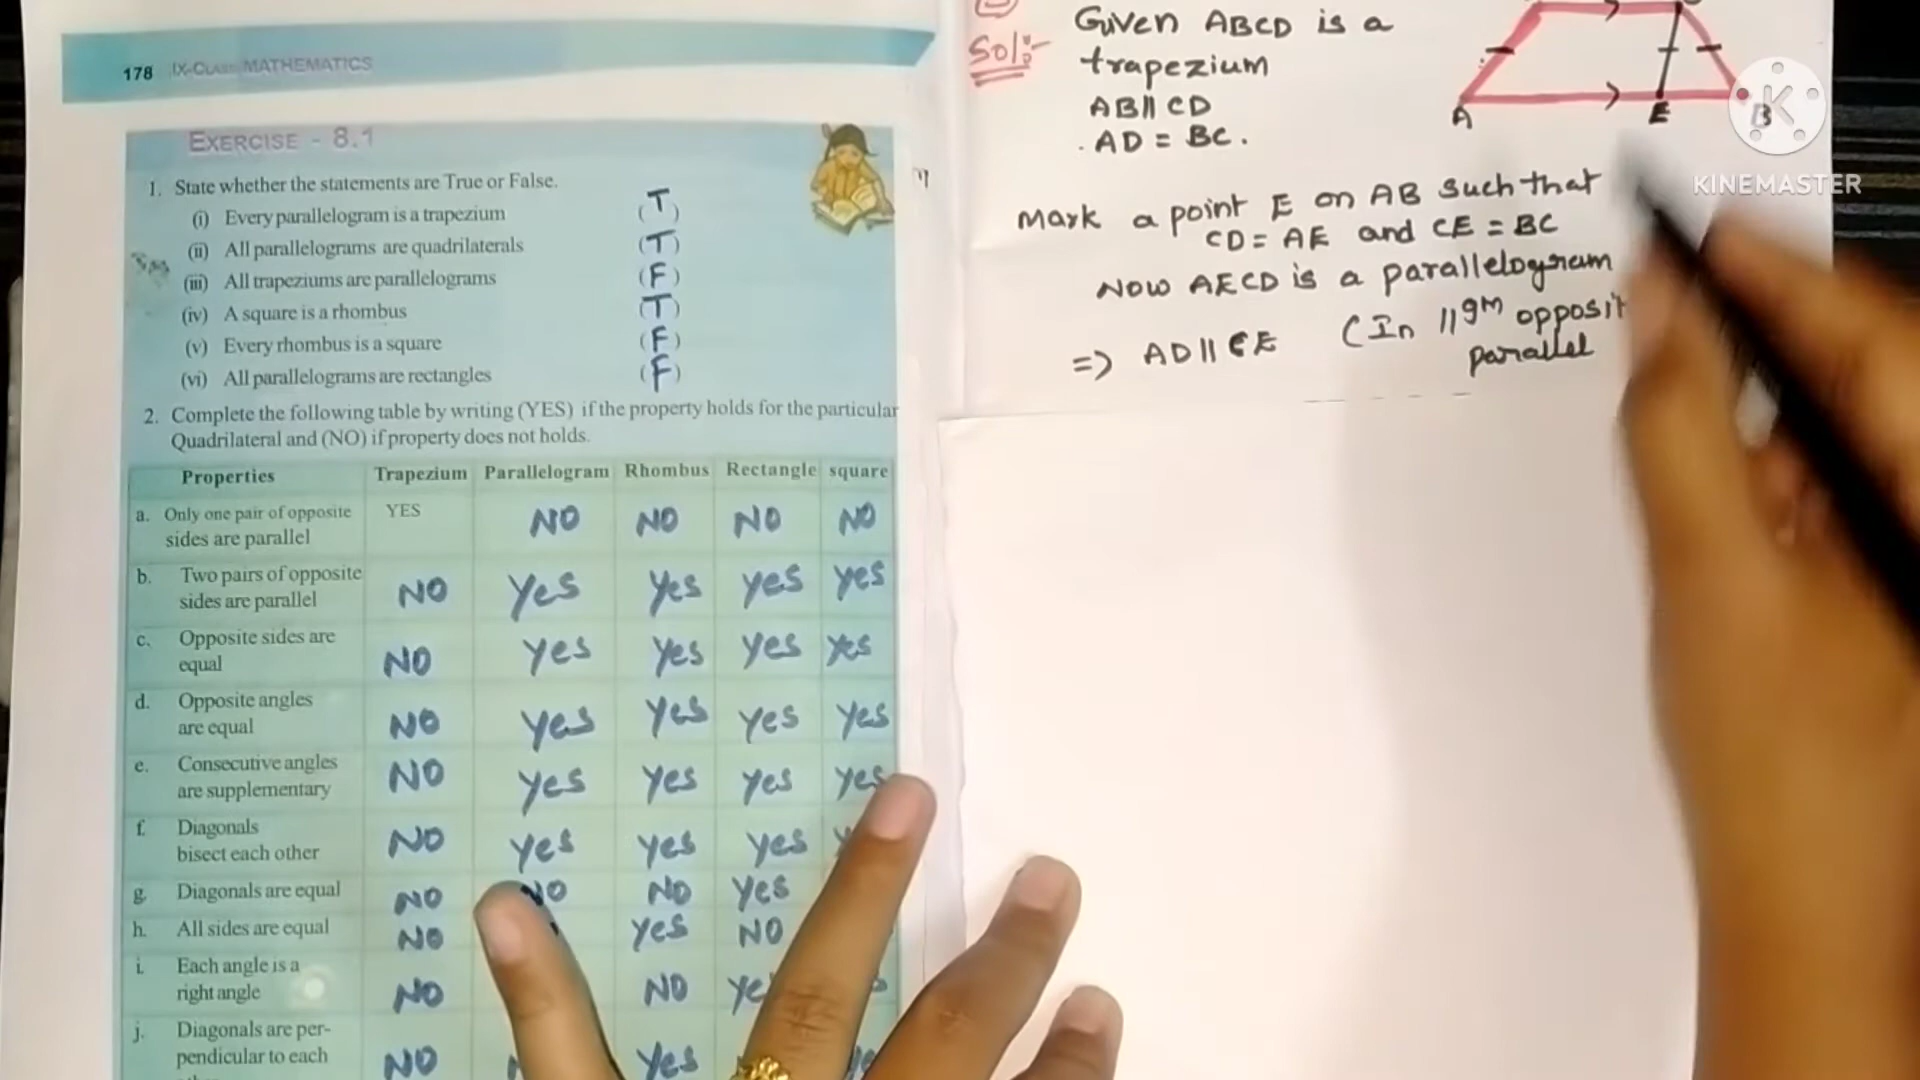 178 IX-CLASS MATHEMATICS
EXERCISE - 8.1
1. State whether the statements are True or False.
(i) Every parallelogram is a trapezium (T)
(ii) All parallelograms are quadrilaterals (T)
(iii) All trapeziums are parallelograms (F)
(iv) A square is a rhombus (T)
(v) Every rhombus is a square (F)
(vi) All parallelograms are rectangles (F)
2. Complete the following table by writing (YES) if the property holds for the particular
Quadrilateral and (NO) if property does not holds.
Properties Trapezium Parallelogram Rhombus Rectangle square
a. Only one pair of opposite YES NO NO NO NO
sides are parallel
b. Two pairs of opposite NO Yes Yes Yes Yes
sides are parallel
c. Opposite sides are NO Yes Yes Yes Yes
equal
d. Opposite angles NO Yes Yes Yes Yes
are equal
e. Consecutive angles NO Yes Yes Yes Yes
are supplementary
f. Diagonals NO Yes Yes Yes
bisect each other
g. Diagonals are equal NO NO NO Yes
h. All sides are equal NO Yes NO
i. Each angle is a NO NO
right angle
j. Diagonals are per- NO Yes
pendicular to each
Sol:-
Given ABCD is a
trapezium
AB || CD
AD = BC.
A E B
KINEMASTER
Mark a point E on AB such that
CD = AE and CE = BC
Now AECD is a parallelogram
=> AD || CE (In ||gm opposit
parallel